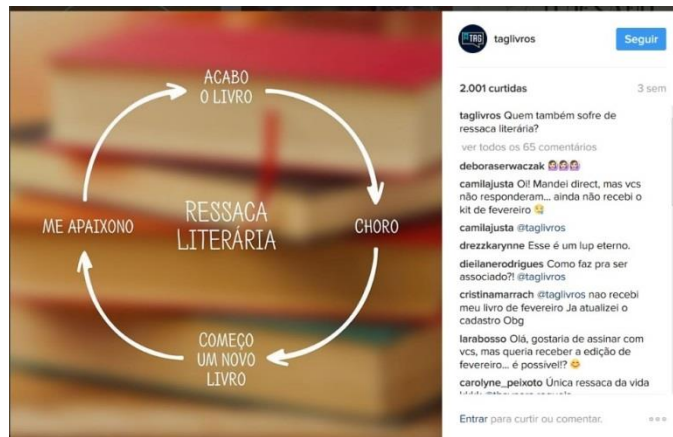 ACABO
O LIVRO
ME APAIXONO
RESSACA
LITERÁRIA
CHORO
COMEÇO
UM NOVO
LIVRO
TAG
taglivros
Seguir
2.001 curtidas
3 sem
taglivros Quem também sofre de
ressaca literária?
ver todos os 65 comentários
deboraserwaczak
camilajusta Oi! Mandei direct, mas vcs
não responderam... ainda não recebi o
kit de fevereiro
camilajusta @taglivros
drezzkarynne Esse é um lup eterno.
dieilanerodrigues Como faz pra ser
associado?! @taglivros
cristinamarrach @taglivros nao recebi
meu livro de fevereiro Ja atualizei o
cadastro Obg
larabosso Olá, gostaria de assinar com
vcs, mas queria receber a edição de
fevereiro... é possível!?
carolyne_peixoto Única ressaca da vida
Entrar para curtir ou comentar.